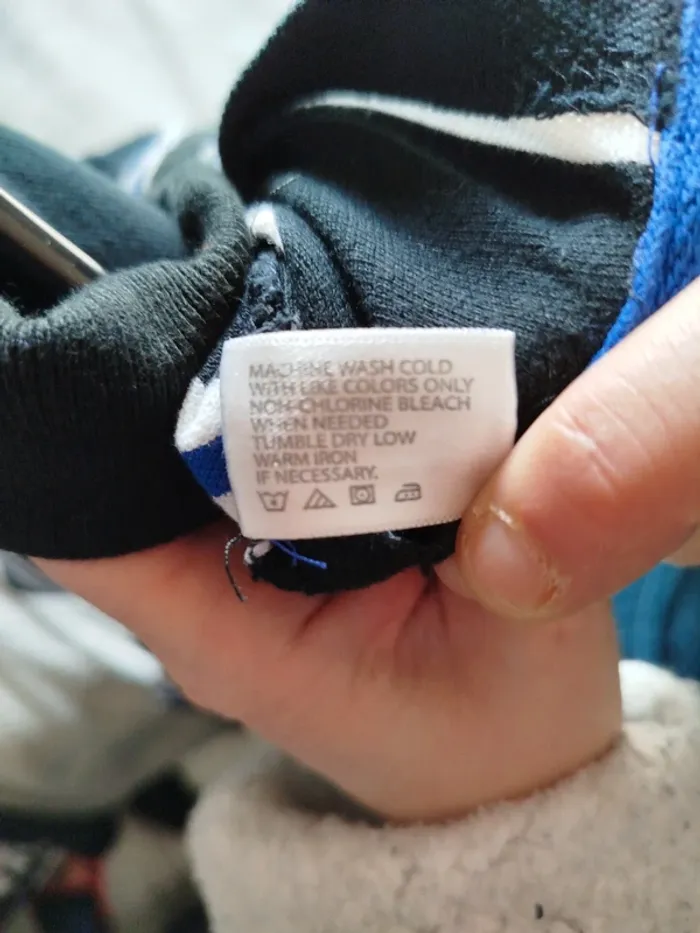 MACHINE WASH COLD
WITH LIKE COLORS ONLY
NON-CHLORINE BLEACH
WHEN NEEDED
TUMBLE DRY LOW
WARM IRON
IF NECESSARY.